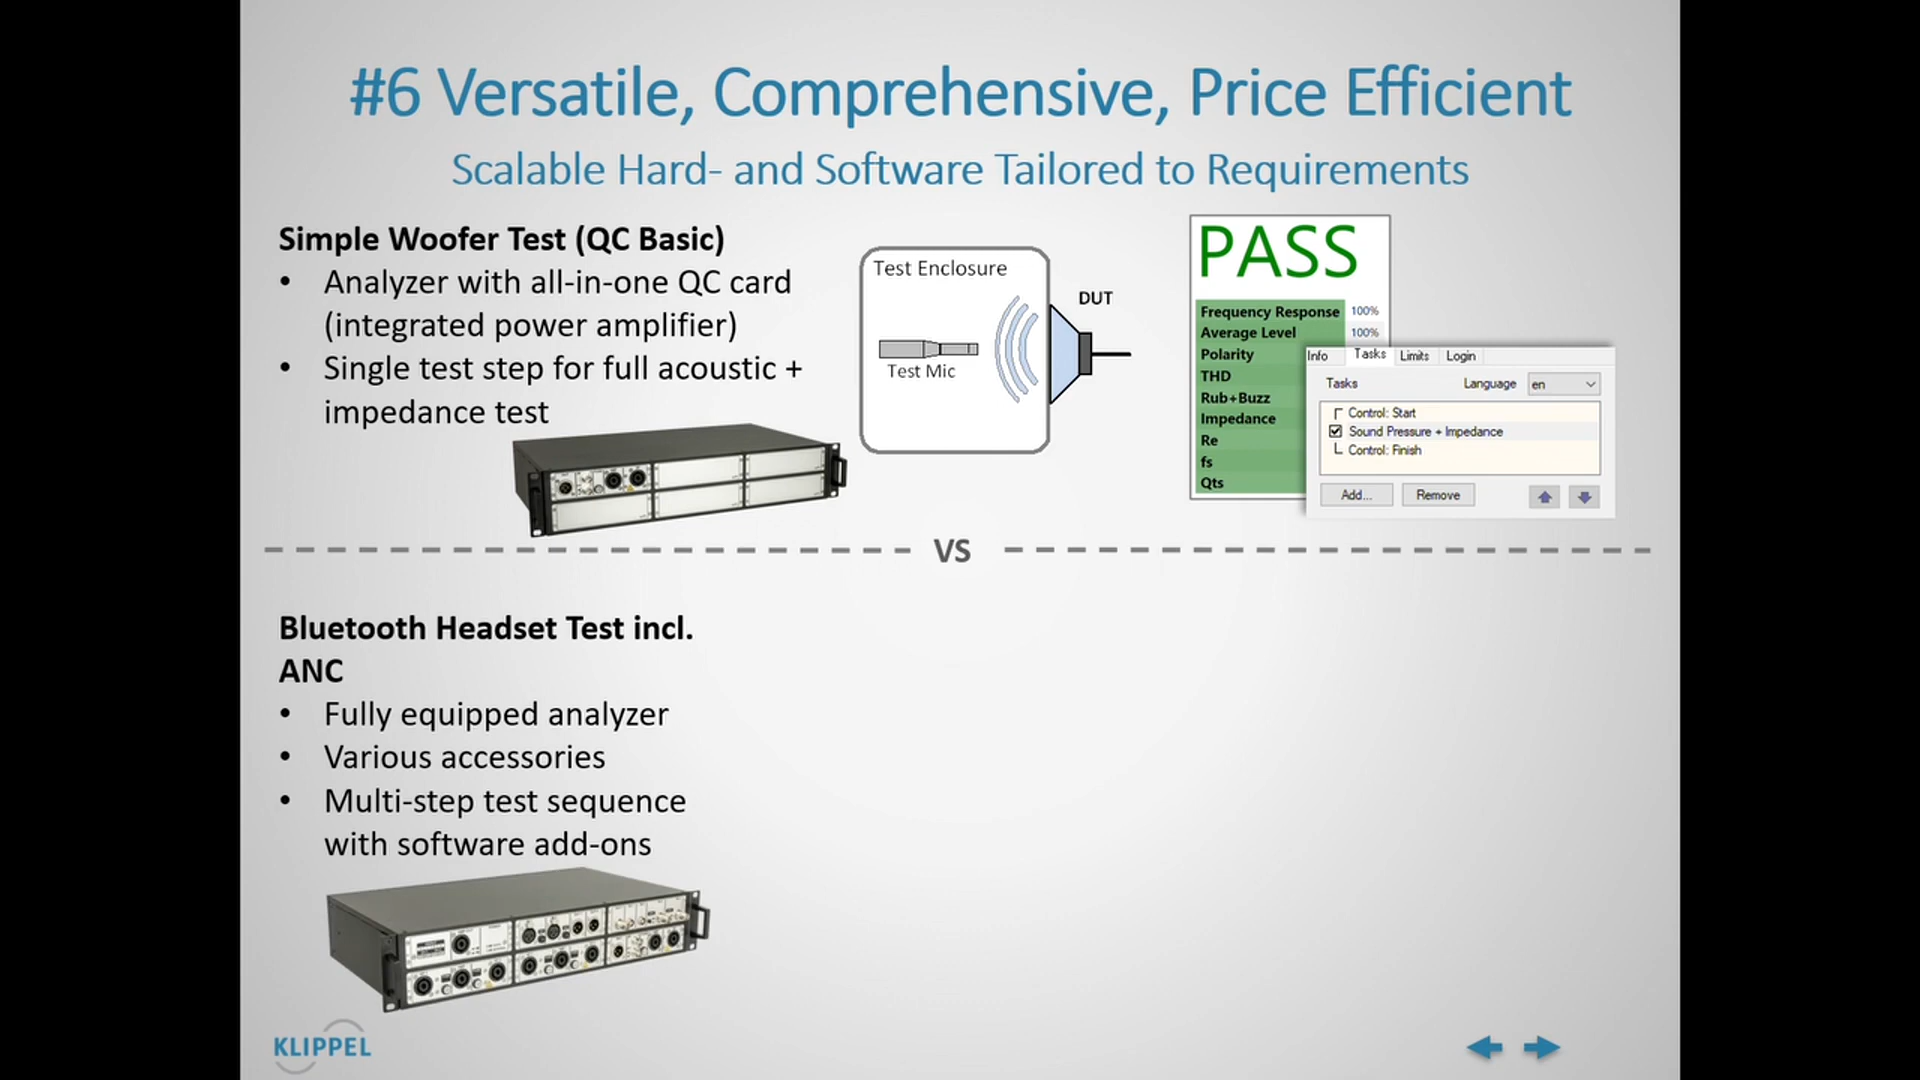 #6 Versatile, Comprehensive, Price Efficient
Scalable Hard- and Software Tailored to Requirements
Simple Woofer Test (QC Basic)
• Analyzer with all-in-one QC card
(integrated power amplifier)
• Single test step for full acoustic +
impedance test
Test Enclosure
Test Mic
DUT
PASS
Frequency Response 100%
Average Level 100%
Polarity
THD
Rub+Buzz
Impedance
Re
fs
Qts
Info Tasks Limits Login
Tasks Language en
Control: Start
Sound Pressure + Impedance
Control: Finish
Add... Remove
VS
Bluetooth Headset Test incl.
ANC
• Fully equipped analyzer
• Various accessories
• Multi-step test sequence
with software add-ons
KLIPPEL